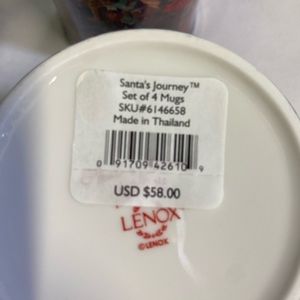 Santa's Journey™
Set of 4 Mugs
SKU#6146658
Made in Thailand
0 91709 42610 9
USD $58.00
LENOX
©LENOX